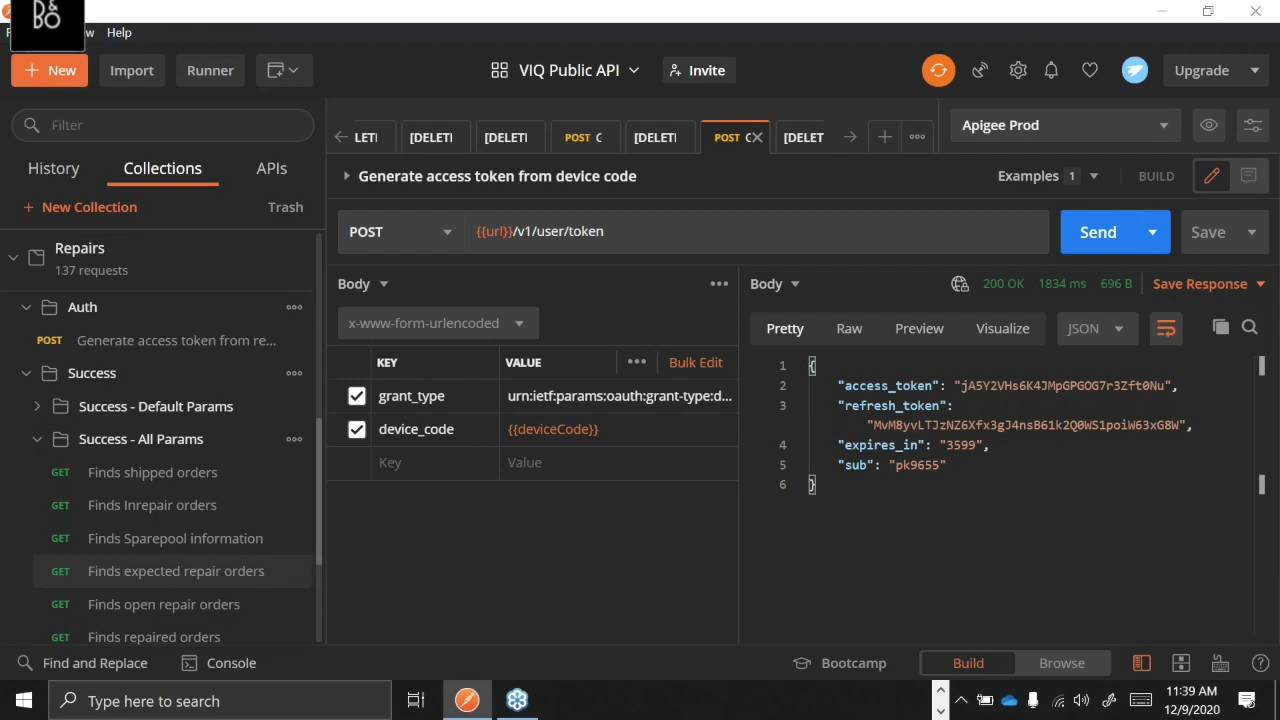 B&
BO
F
w
Help
+ New
Import
Runner
VIQ Public API
Invite
Upgrade
Filter
LETI
[DELETI
[DELETI
POST C
[DELETI
POST C
[DELET
Apigee Prod
History
Collections
APIs
Generate access token from device code
Examples 1
BUILD
+ New Collection
Trash
POST
{{url}}/v1/user/token
Send
Save
Repairs
137 requests
Body
Body
200 OK
1834 ms
696 B
Save Response
Auth
x-www-form-urlencoded
Pretty
Raw
Preview
Visualize
JSON
POST Generate access token from re...
KEY
VALUE
Bulk Edit
Success
grant_type
urn:ietf:params:oauth:grant-type:d...
device_code
{{deviceCode}}
Key
Value
1 {
2 "access_token": "jA5Y2VHs6K4JMpGPGOG7r3Zft0Nu",
3 "refresh_token":
"MvM8yvLTJzNZ6Xfx3gJ4nsB61k2Q0WS1poiW63xG8W",
4 "expires_in": "3599",
5 "sub": "pk9655"
6 }
Success - Default Params
Success - All Params
GET Finds shipped orders
GET Finds Inrepair orders
GET Finds Sparepool information
GET Finds expected repair orders
GET Finds open repair orders
GET Finds repaired orders
Find and Replace
Console
Bootcamp
Build
Browse
Type here to search
11:39 AM
12/9/2020